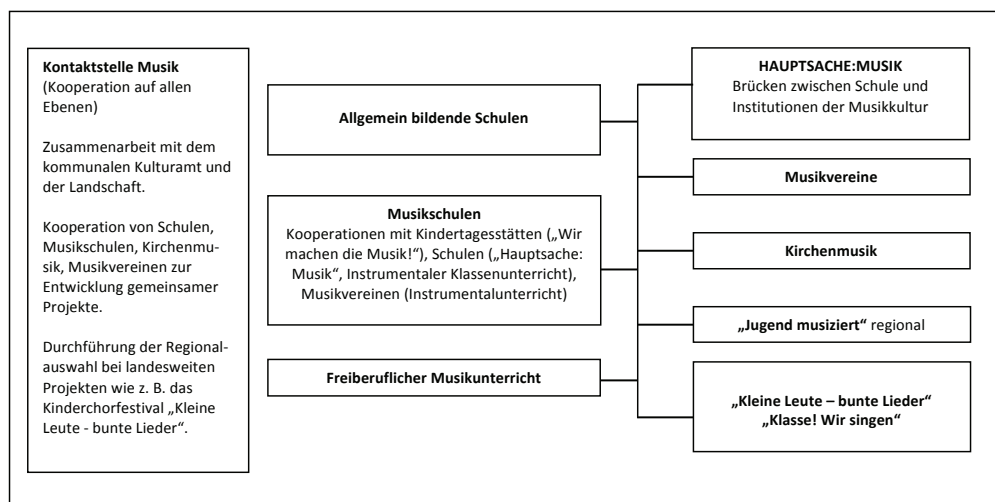 Kontaktstelle Musik
(Kooperation auf allen
Ebenen)
Zusammenarbeit mit dem
kommunalen Kulturamt und
der Landschaft.
Kooperation von Schulen,
Musikschulen, Kirchenmu-
sik, Musikvereinen zur
Entwicklung gemeinsamer
Projekte.
Durchführung der Regional-
auswahl bei landesweiten
Projekten wie z. B. das
Kinderchorfestival „Kleine
Leute - bunte Lieder“.
Allgemein bildende Schulen
Musikschulen
Kooperationen mit Kindertagesstätten („Wir
machen die Musik!“), Schulen („Hauptsache:
Musik“, Instrumentaler Klassenunterricht),
Musikvereinen (Instrumentalunterricht)
Freiberuflicher Musikunterricht
HAUPTSACHE:MUSIK
Brücken zwischen Schule und
Institutionen der Musikkultur
Musikvereine
Kirchenmusik
„Jugend musiziert“ regional
„Kleine Leute – bunte Lieder“
„Klasse! Wir singen“